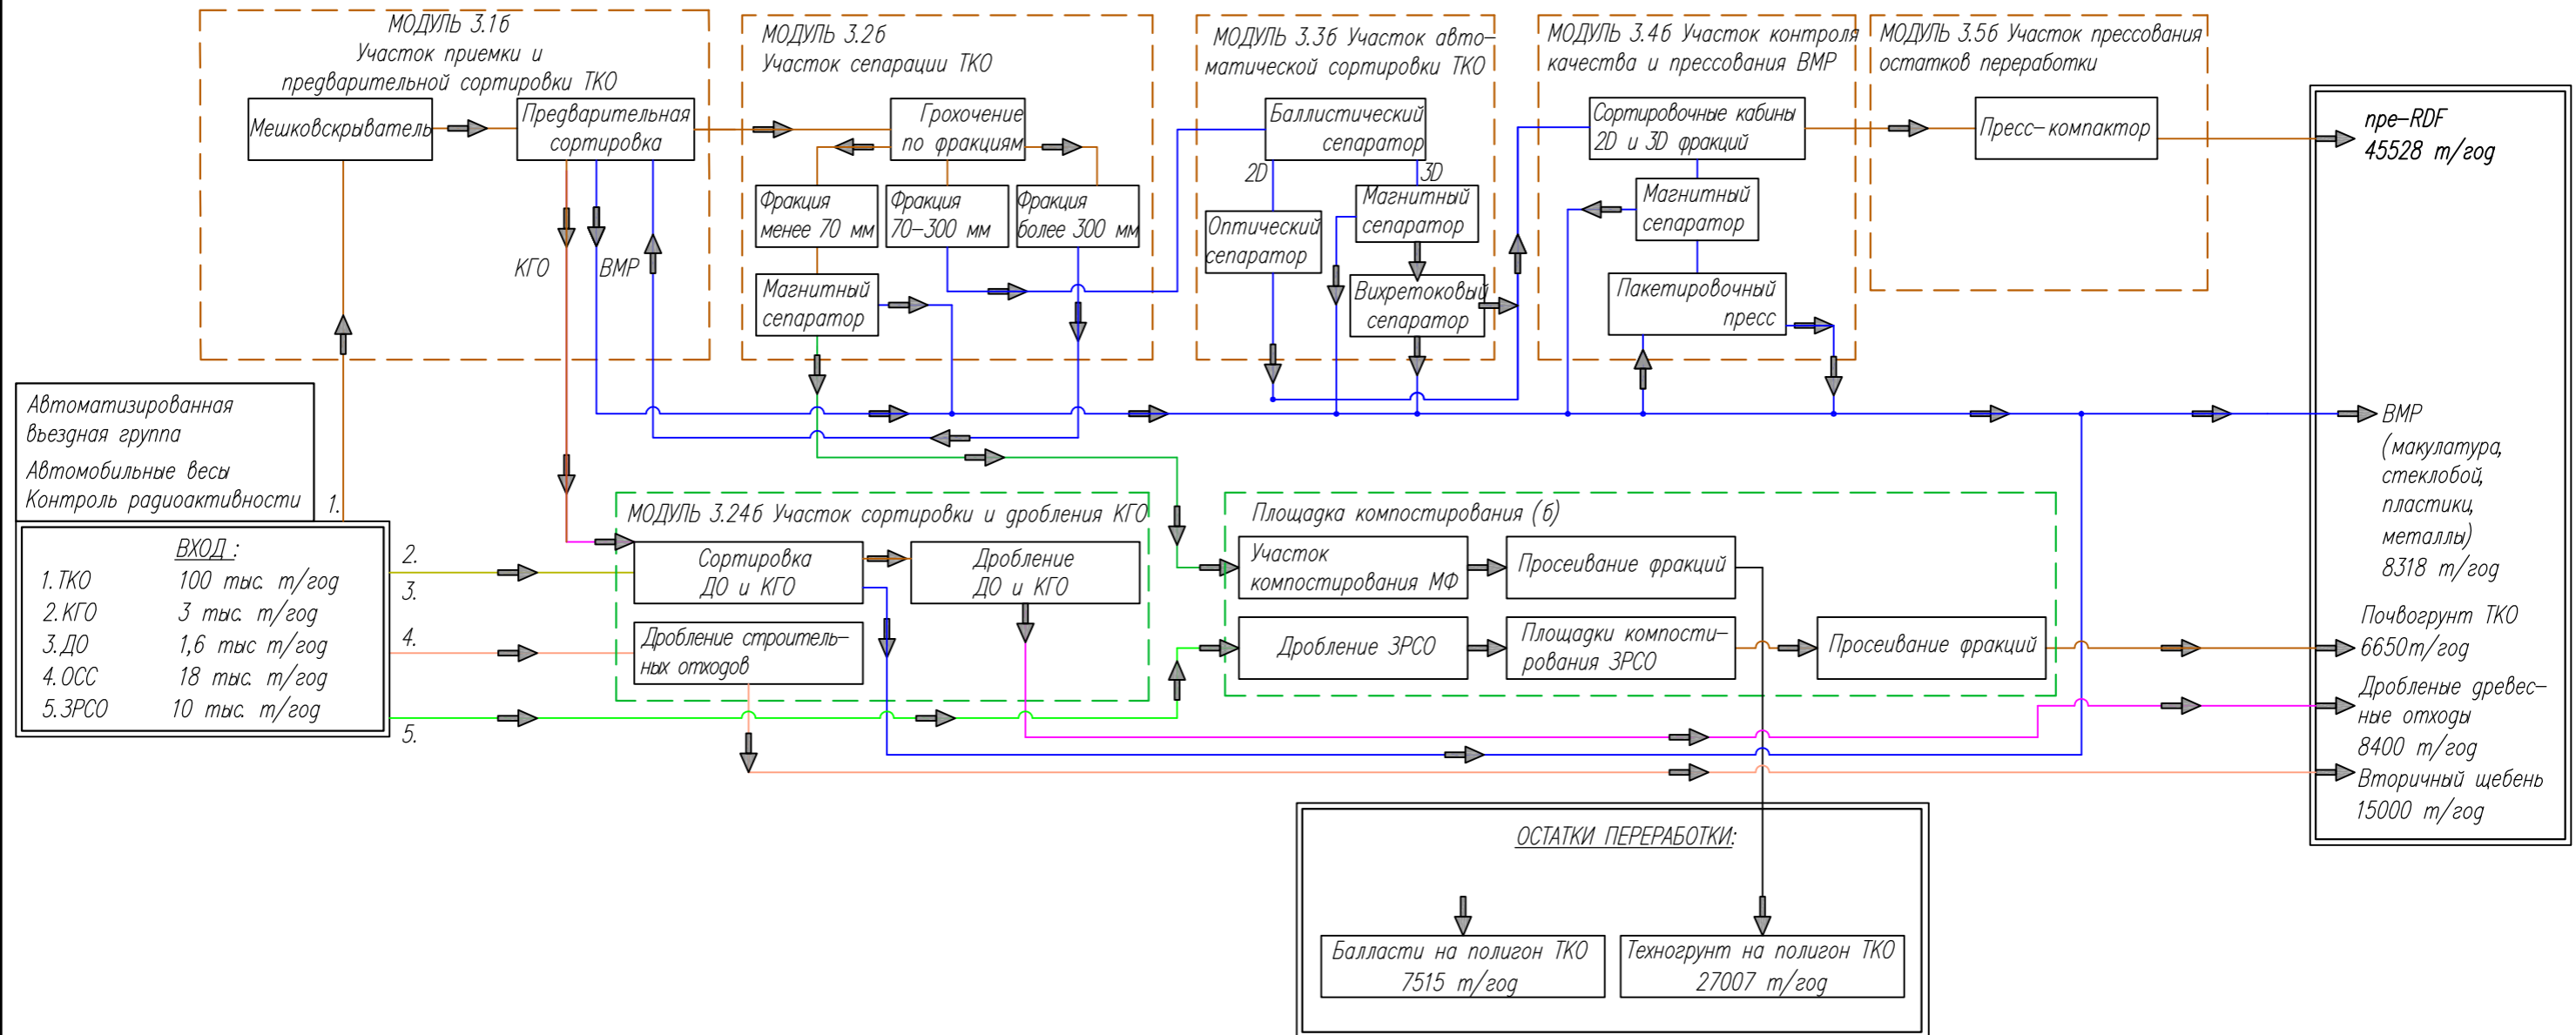 МОДУЛЬ 3.1б
Участок приемки и
предварительной сортировки ТКО
Мешковскрыватель
Предварительная
сортировка
КГО
ВМР
МОДУЛЬ 3.2б
Участок сепарации ТКО
Грохочение
по фракциям
Фракция
менее 70 мм
Фракция
70-300 мм
Фракция
более 300 мм
Магнитный
сепаратор
МОДУЛЬ 3.3б Участок авто-
матической сортировки ТКО
Баллистический
сепаратор
2D
3D
Оптический
сепаратор
Магнитный
сепаратор
Вихретоковый
сепаратор
МОДУЛЬ 3.4б Участок контроля
качества и прессования ВМР
Сортировочные кабины
2D и 3D фракций
Магнитный
сепаратор
Пакетировочный
пресс
МОДУЛЬ 3.5б Участок прессования
остатков переработки
Пресс-компактор
пре-RDF
45528 т/год
ВМР
(макулатура,
стеклобой,
пластики,
металлы)
8318 т/год
Почвогрунт ТКО
6650т/год
Дробленые древес-
ные отходы
8400 т/год
Вторичный щебень
15000 т/год
Автоматизированная
въездная группа
Автомобильные весы
Контроль радиоактивности
1.
ВХОД :
1.ТКО 100 тыс. т/год
2.КГО 3 тыс. т/год
3.ДО 1,6 тыс т/год
4.ОСС 18 тыс. т/год
5.ЗРСО 10 тыс. т/год
2.
3.
4.
5.
МОДУЛЬ 3.24б Участок сортировки и дробления КГО
Сортировка
ДО и КГО
Дробление
ДО и КГО
Дробление строитель-
ных отходов
Площадка компостирования (б)
Участок
компостирования МФ
Просеивание фракций
Дробление ЗРСО
Площадки компости-
рования ЗРСО
Просеивание фракций
ОСТАТКИ ПЕРЕРАБОТКИ:
Балласти на полигон ТКО
7515 т/год
Техногрунт на полигон ТКО
27007 т/год